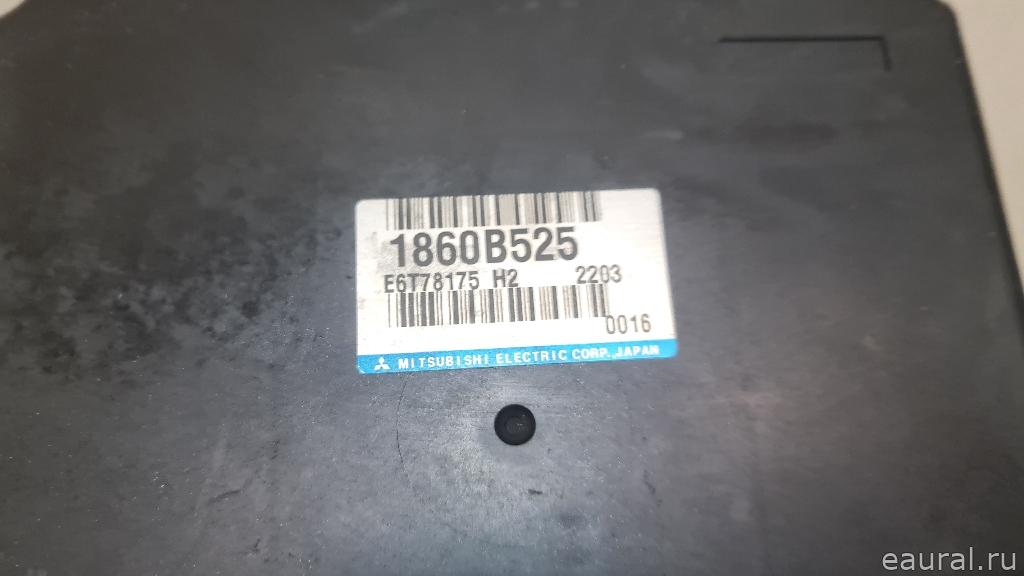 1860B525
E6T78175 H2 2203
0016
MITSUBISHI ELECTRIC CORP. JAPAN
eaural.ru